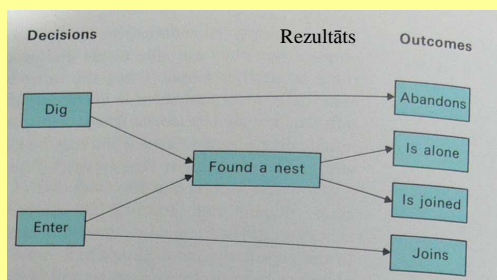 Decisions
Rezultāts
Outcomes
Dig
Abandons
Is alone
Found a nest
Is joined
Enter
Joins